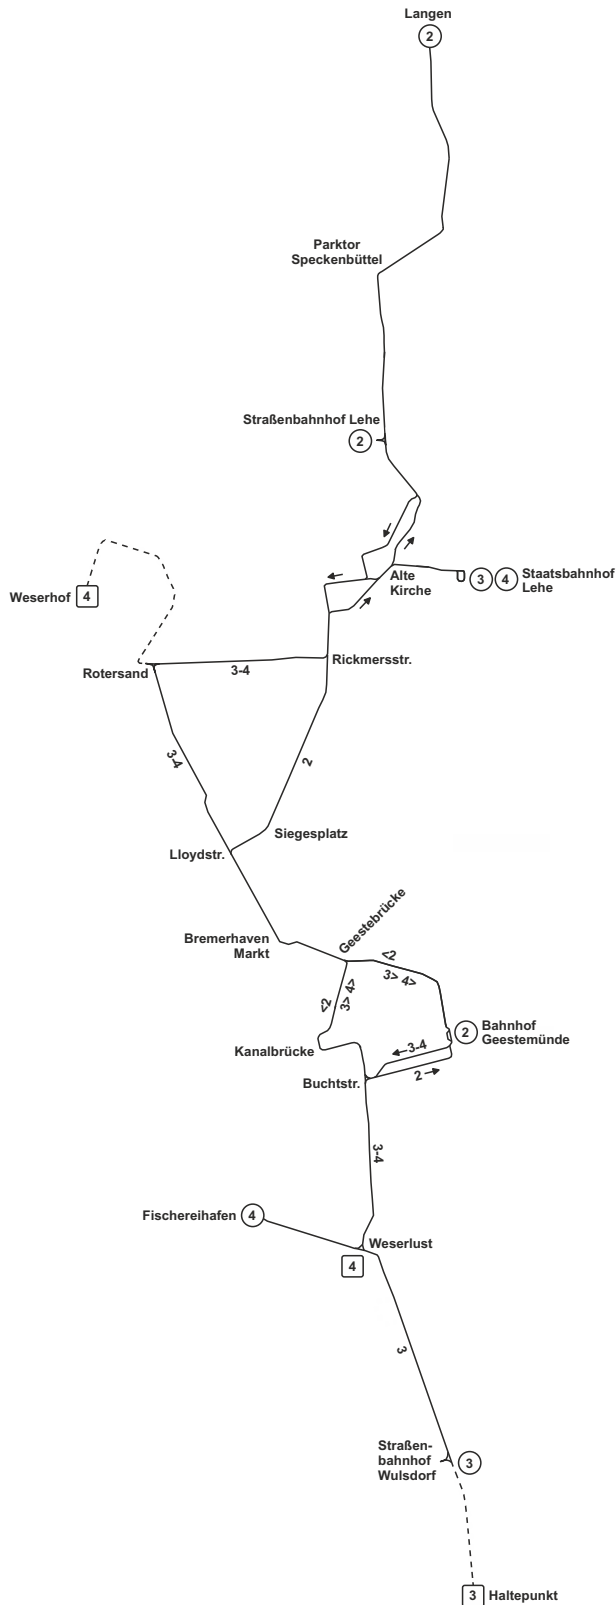 Langen
2
Parktor
Speckenbüttel
Straßenbahnhof Lehe
2
Alte
Kirche
3 4 Staatsbahnhof
Lehe
Weserhof 4
Rotersand
3-4
Rickmersstr.
3-4
2
Siegesplatz
Lloydstr.
Bremerhaven
Markt
Geestebrücke
<2
3> 4>
<2
3> 4>
2 Bahnhof
Geestemünde
Kanalbrücke
3-4
2
Buchtstr.
3-4
Fischereihafen 4
Weserlust
4
3
Straßen-
bahnhof
Wulsdorf
3
3 Haltepunkt